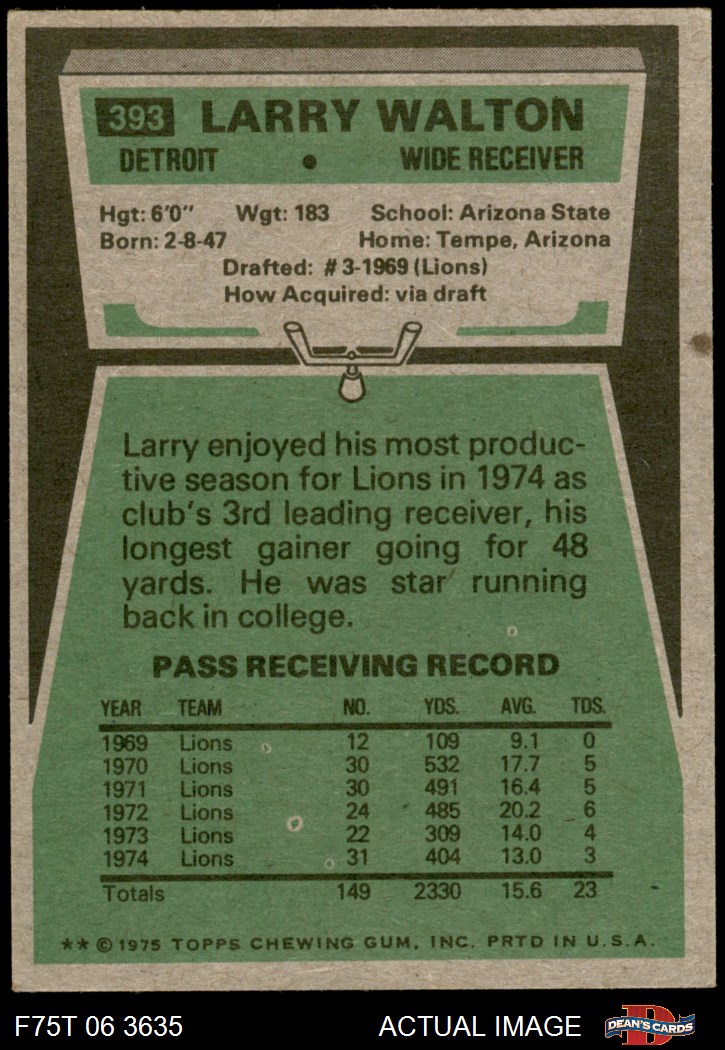 393 LARRY WALTON
DETROIT • WIDE RECEIVER
Hgt: 6'0" Wgt: 183 School: Arizona State
Born: 2-8-47 Home: Tempe, Arizona
Drafted: #3-1969 (Lions)
How Acquired: via draft
Larry enjoyed his most produc-
tive season for Lions in 1974 as
club's 3rd leading receiver, his
longest gainer going for 48
yards. He was star running
back in college.
PASS RECEIVING RECORD
YEAR TEAM NO. YDS. AVG. TDS.
1969 Lions 12 109 9.1 0
1970 Lions 30 532 17.7 5
1971 Lions 30 491 16.4 5
1972 Lions 24 485 20.2 6
1973 Lions 22 309 14.0 4
1974 Lions 31 404 13.0 3
Totals 149 2330 15.6 23
** © 1975 TOPPS CHEWING GUM, INC. PRTD IN U.S.A.
F75T 06 3635 ACTUAL IMAGE D DEAN'S CARDS